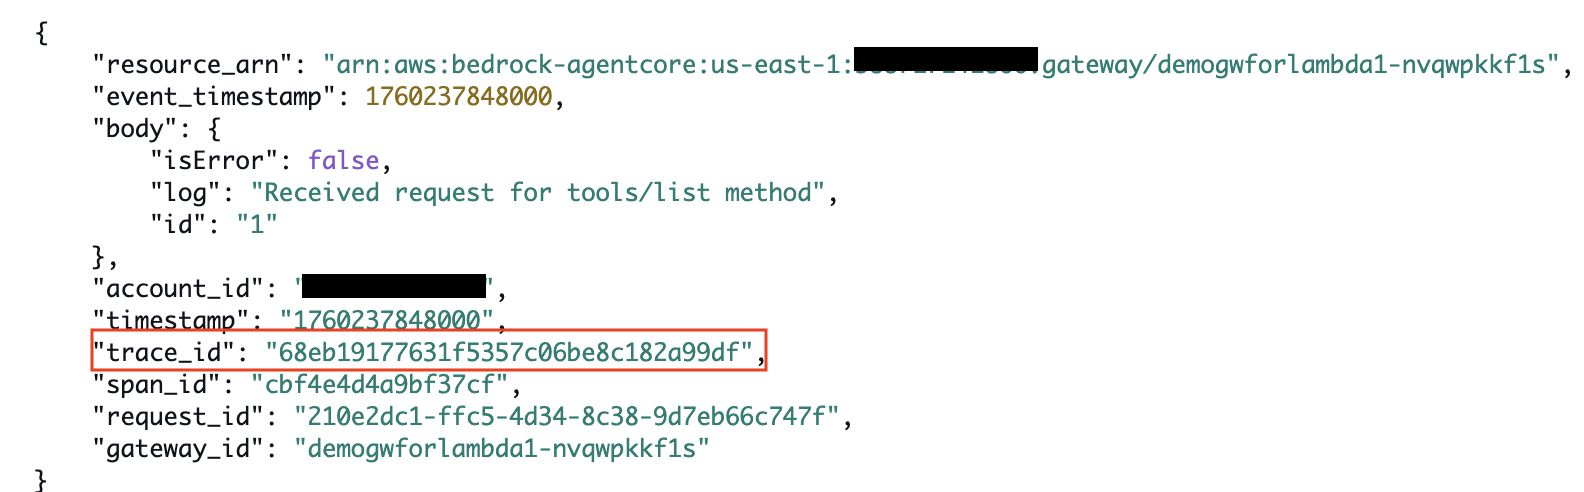 {
"resource_arn": "arn:aws:bedrock-agentcore:us-east-1: :gateway/demogwforlambda1-nvqwpkkf1s",
"event_timestamp": 1760237848000,
"body": {
"isError": false,
"log": "Received request for tools/list method",
"id": "1"
},
"account_id": "",
"timestamp": "1760237848000",
"trace_id": "68eb19177631f5357c06be8c182a99df",
"span_id": "cbf4e4d4a9bf37cf",
"request_id": "210e2dc1-ffc5-4d34-8c38-9d7eb66c747f",
"gateway_id": "demogwforlambda1-nvqwpkkf1s"
}